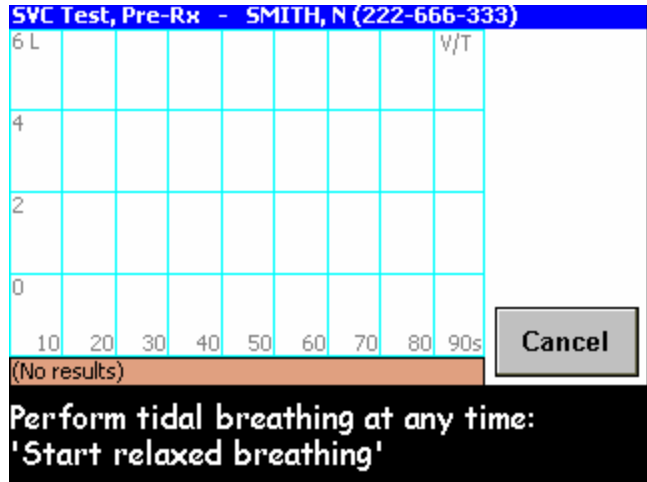 SVC Test, Pre-Rx - SMITH, N (222-666-333)
6 L V/T
4
2
0
10 20 30 40 50 60 70 80 90s
Cancel
(No results)
Perform tidal breathing at any time:
'Start relaxed breathing'